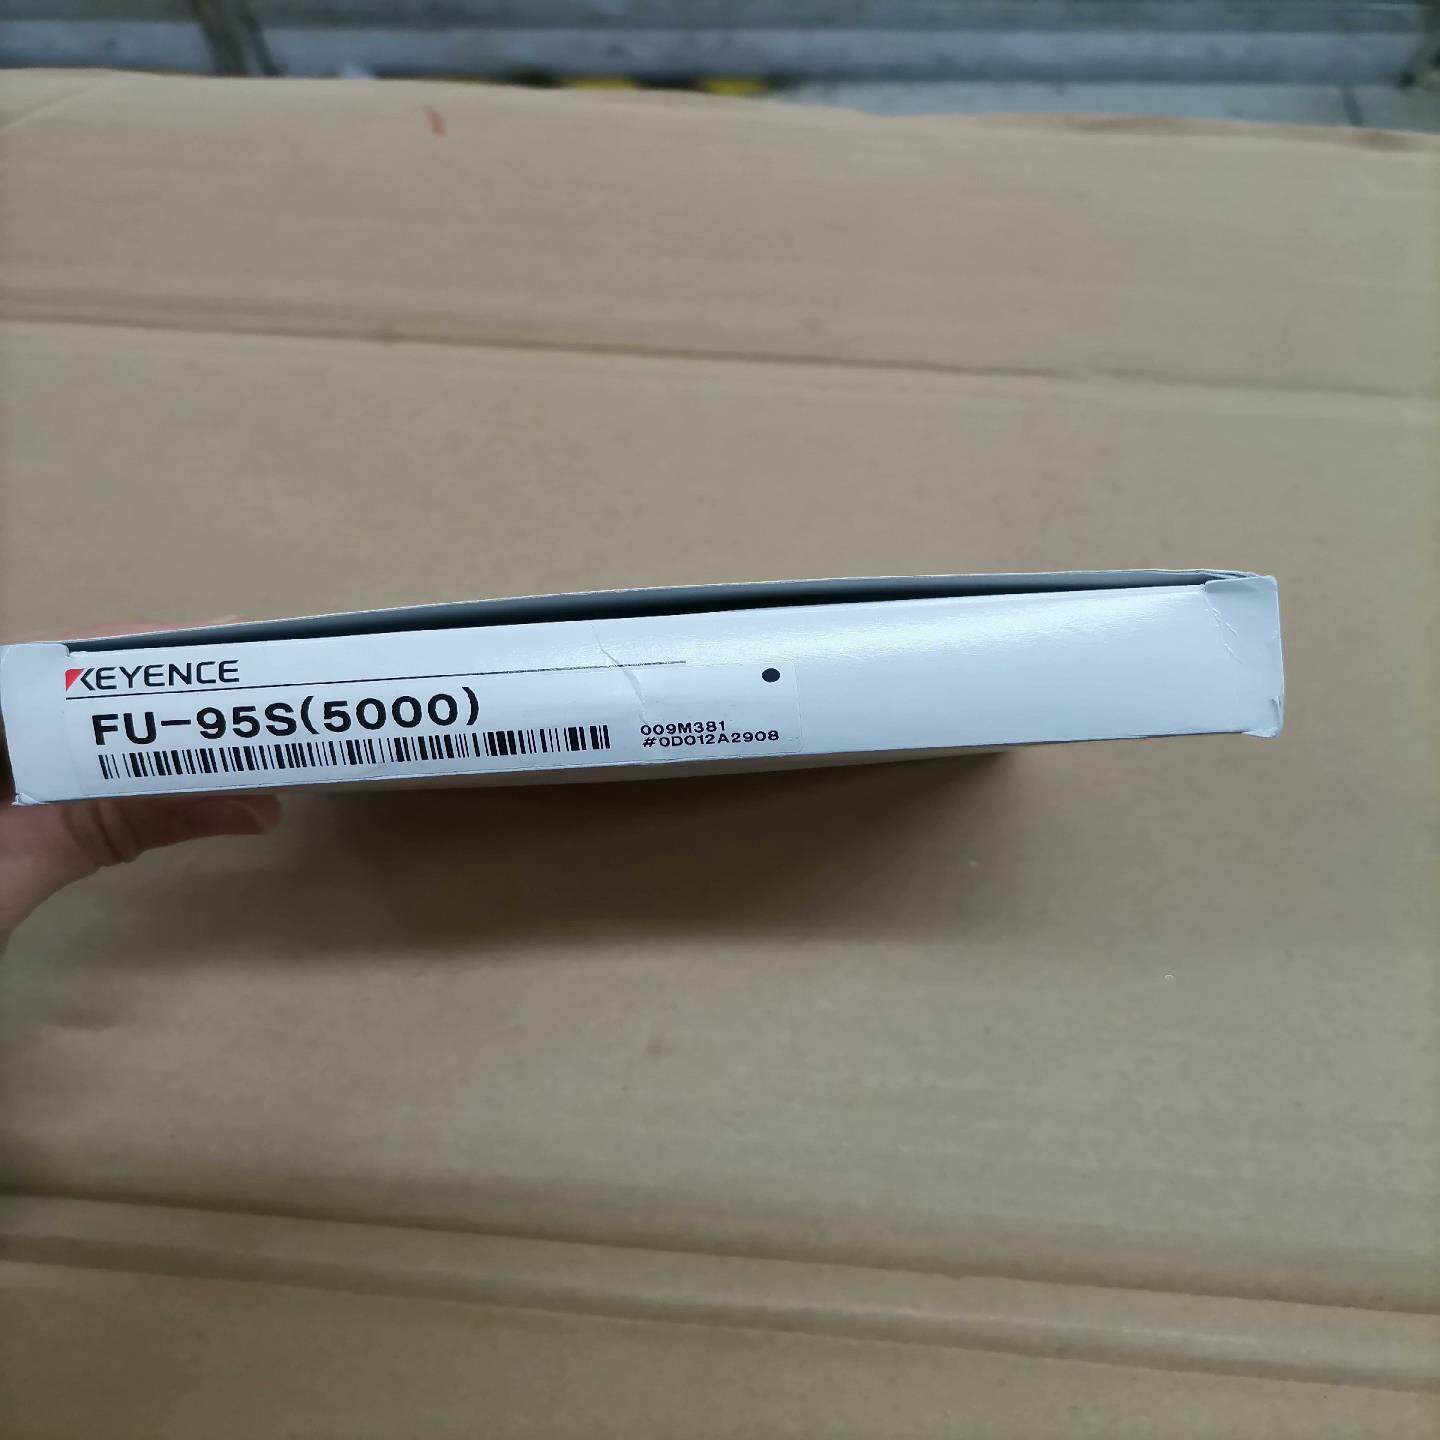 KEYENCE
FU-95S(5000)
009M381
#0D012A2908